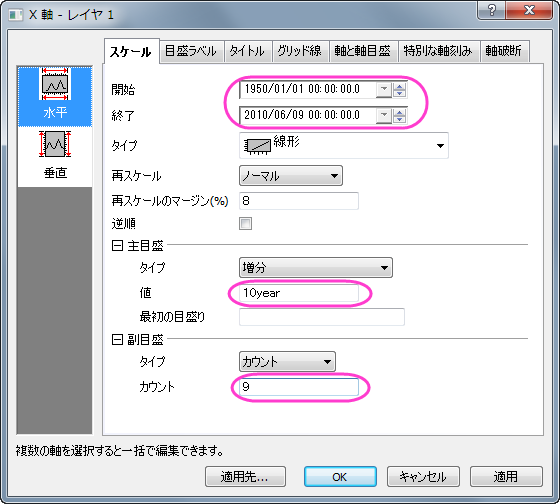 X 軸 - レイヤ 1
スケール 目盛ラベル タイトル グリッド線 軸と軸目盛 特別な軸刻み 軸破断
水平
垂直
開始 1950/01/01 00:00:00.0
終了 2010/06/09 00:00:00.0
タイプ 線形
再スケール ノーマル
再スケールのマージン(%) 8
逆順
主目盛
タイプ 増分
値 10year
最初の目盛り
副目盛
タイプ カウント
カウント 9
複数の軸を選択すると一括で編集できます。
適用先... OK キャンセル 適用